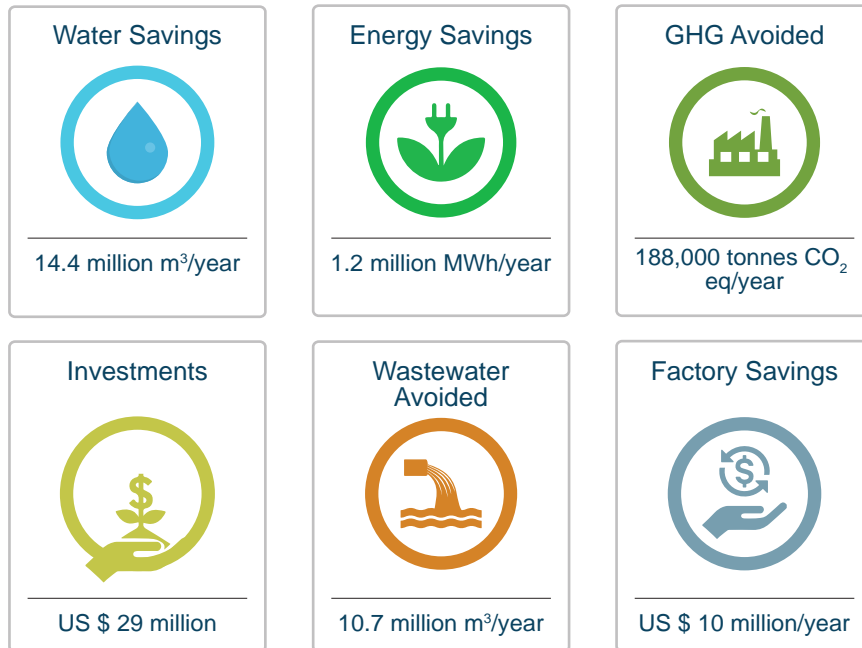 Water Savings
14.4 million m³/year
Energy Savings
1.2 million MWh/year
GHG Avoided
188,000 tonnes CO₂
eq/year
Investments
$
US $ 29 million
Wastewater
Avoided
10.7 million m³/year
Factory Savings
$
US $ 10 million/year